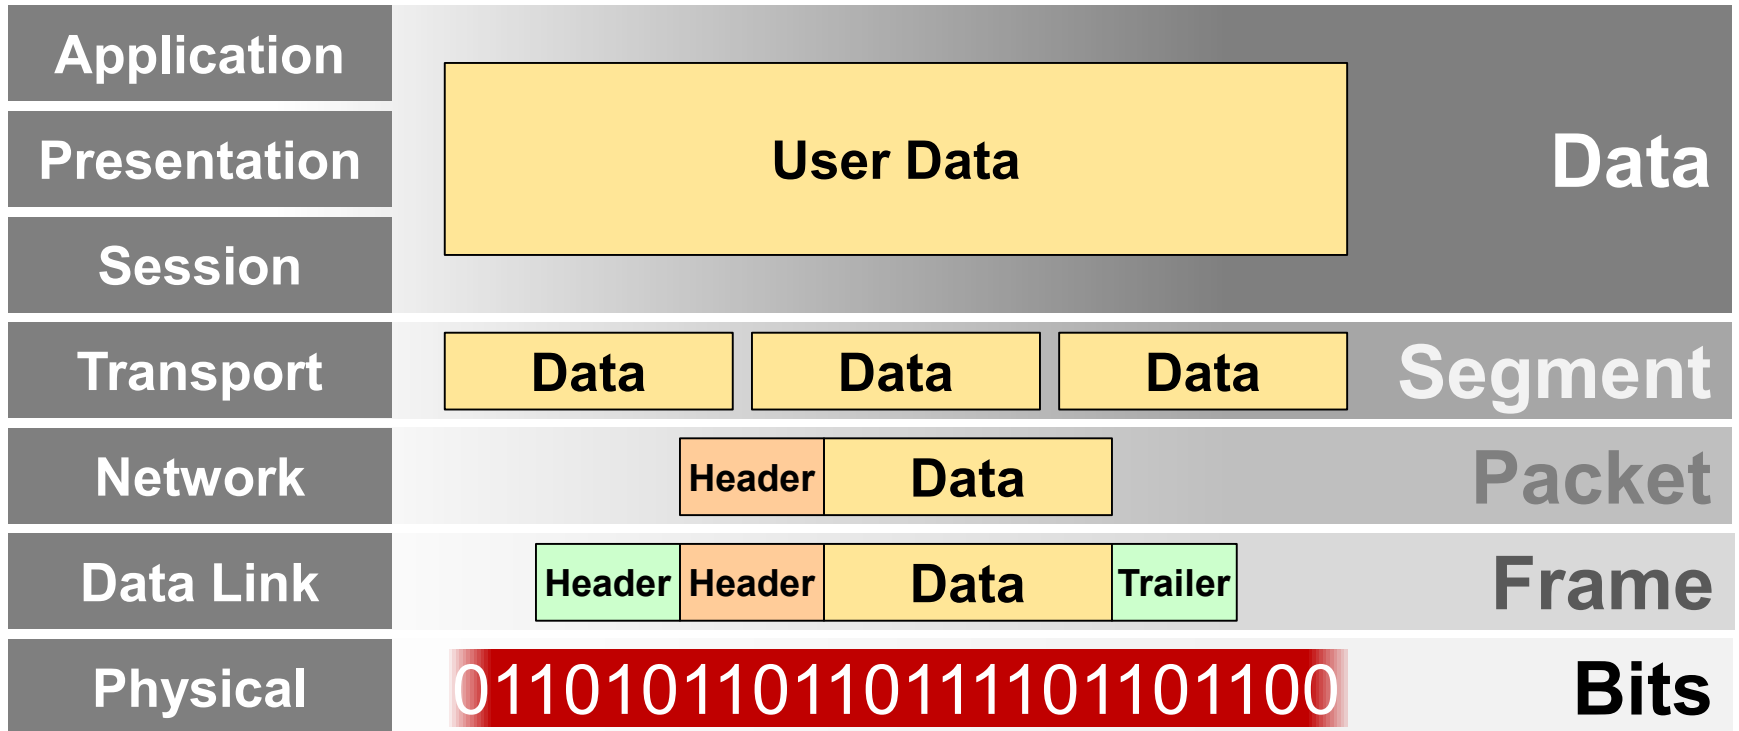 Application
Presentation
User Data
Data
Session
Transport
Data Data Data
Segment
Network
Header Data
Packet
Data Link
Header Header Data Trailer
Frame
Physical
011010110110111101101100
Bits